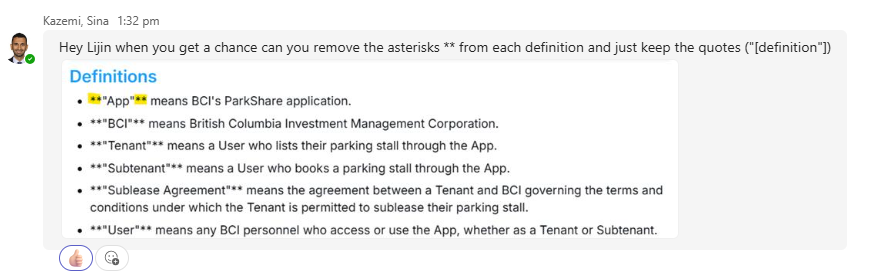 Kazemi, Sina 1:32 pm
Hey Lijin when you get a chance can you remove the asterisks ** from each definition and just keep the quotes ("[definition"])
Definitions
• **"App"** means BCI's ParkShare application.
• **"BCI"** means British Columbia Investment Management Corporation.
• **"Tenant"** means a User who lists their parking stall through the App.
• **"Subtenant"** means a User who books a parking stall through the App.
• **"Sublease Agreement"** means the agreement between a Tenant and BCI governing the terms and
conditions under which the Tenant is permitted to sublease their parking stall.
• **"User"** means any BCI personnel who access or use the App, whether as a Tenant or Subtenant.